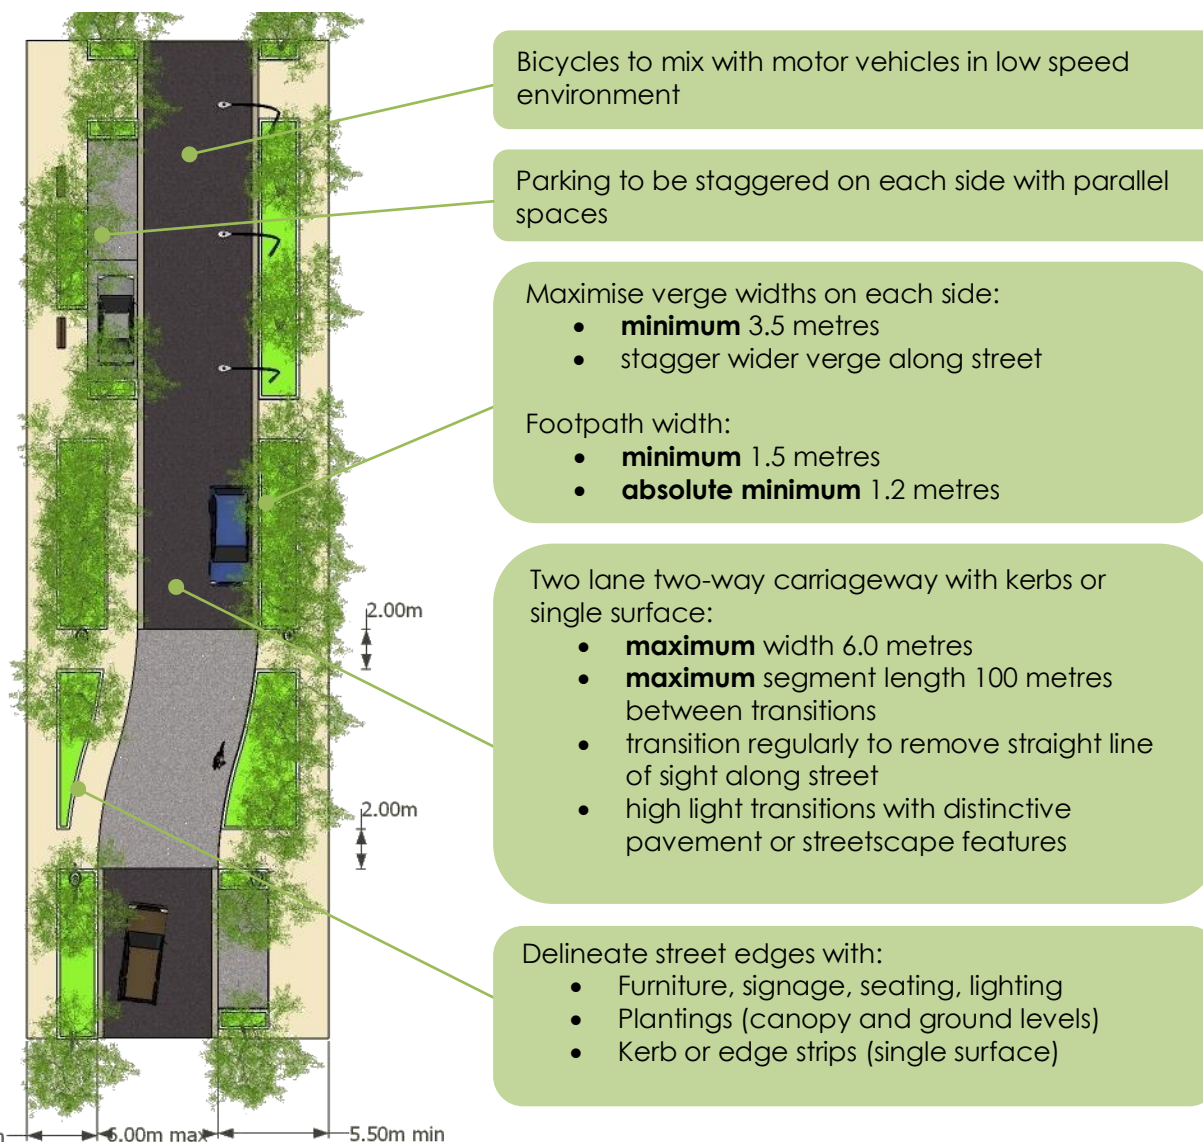 Bicycles to mix with motor vehicles in low speed
environment
Parking to be staggered on each side with parallel
spaces
Maximise verge widths on each side:
• minimum 3.5 metres
• stagger wider verge along street
Footpath width:
• minimum 1.5 metres
• absolute minimum 1.2 metres
Two lane two-way carriageway with kerbs or
single surface:
• maximum width 6.0 metres
• maximum segment length 100 metres
between transitions
• transition regularly to remove straight line
of sight along street
• high light transitions with distinctive
pavement or streetscape features
2.00m
2.00m
Delineate street edges with:
• Furniture, signage, seating, lighting
• Plantings (canopy and ground levels)
• Kerb or edge strips (single surface)
6.00m max
5.50m min